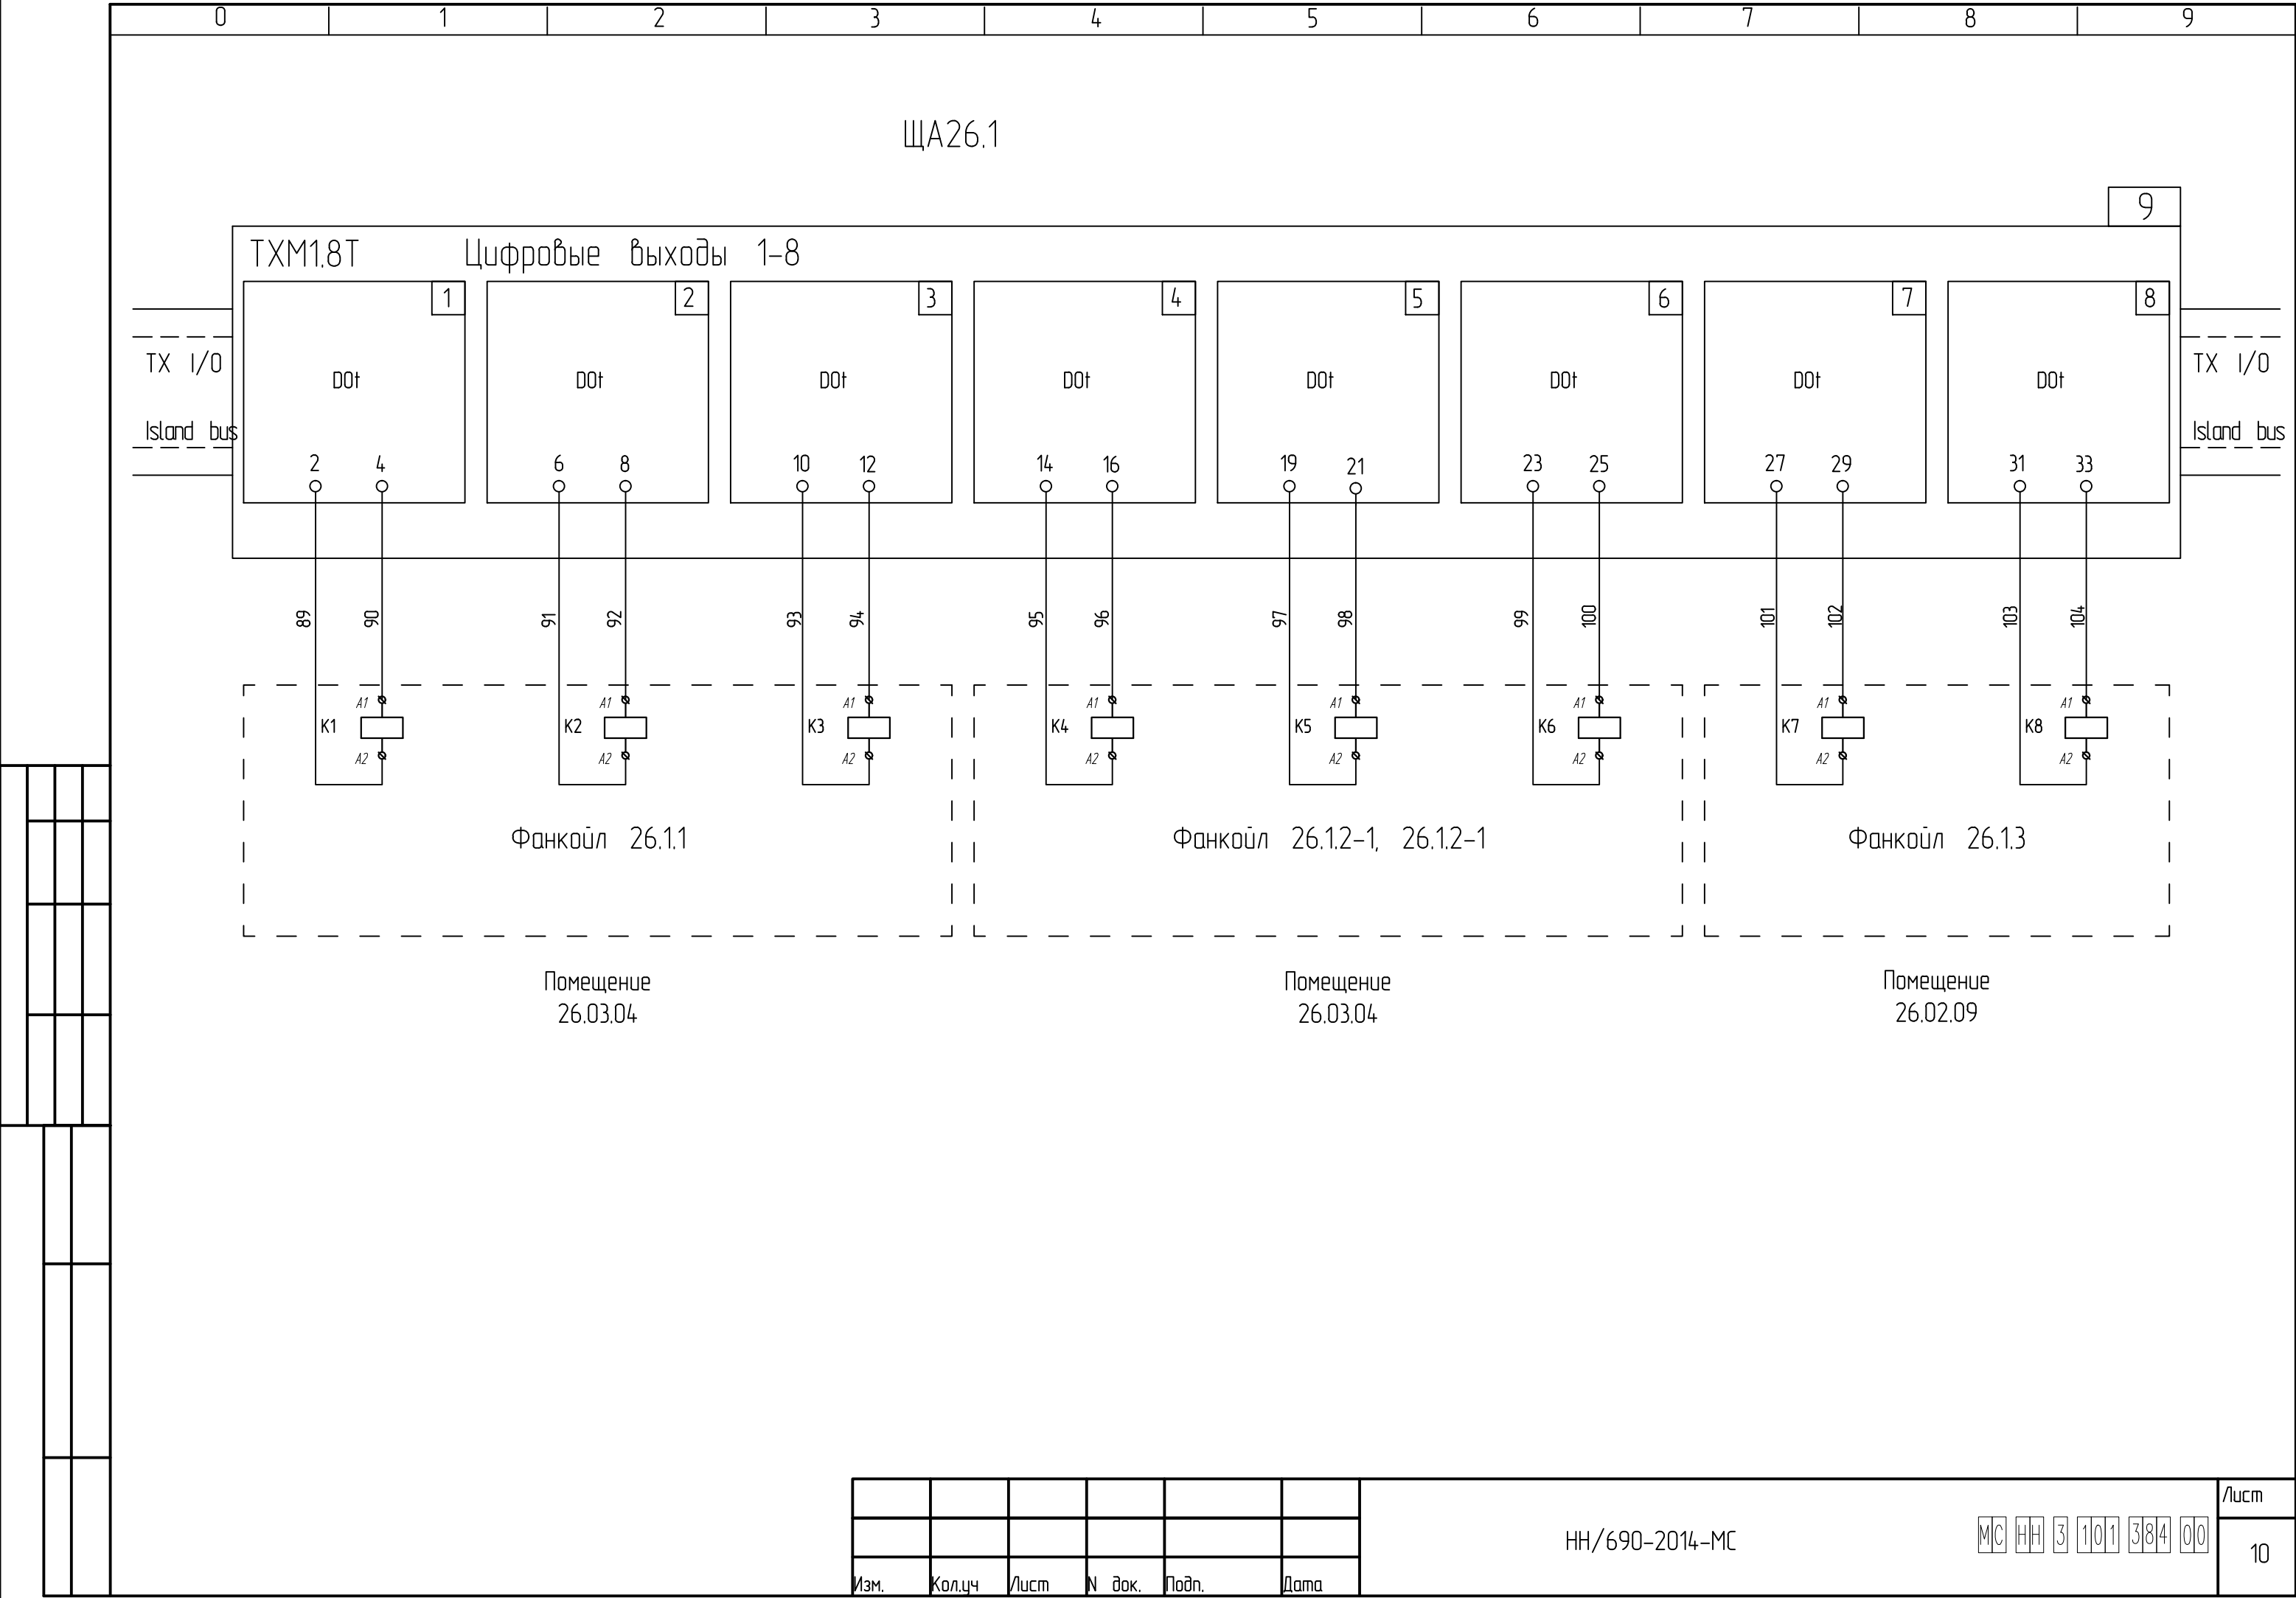 0 1 2 3 4 5 6 7 8 9
ЩА26.1
9
TXM1.8T Цифровые выходы 1-8
1 2 3 4 5 6 7 8
TX I/O TX I/O
DOt DOt DOt DOt DOt DOt DOt DOt
Island bus Island bus
2 4 6 8 10 12 14 16 19 21 23 25 27 29 31 33
89 90 91 92 93 94 95 96 97 98 99 100 101 102 103 104
A1 A1 A1 A1 A1 A1 A1 A1
K1 K2 K3 K4 K5 K6 K7 K8
A2 A2 A2 A2 A2 A2 A2 A2
Фанкойл 26.1.1
Фанкойл 26.1.2-1, 26.1.2-1
Фанкойл 26.1.3
Помещение
26.03.04
Помещение
26.03.04
Помещение
26.02.09
Изм. Кол.уч Лист N док. Подп. Дата
НН/690-2014-МС
МС НН 3 101 384 00
Лист
10